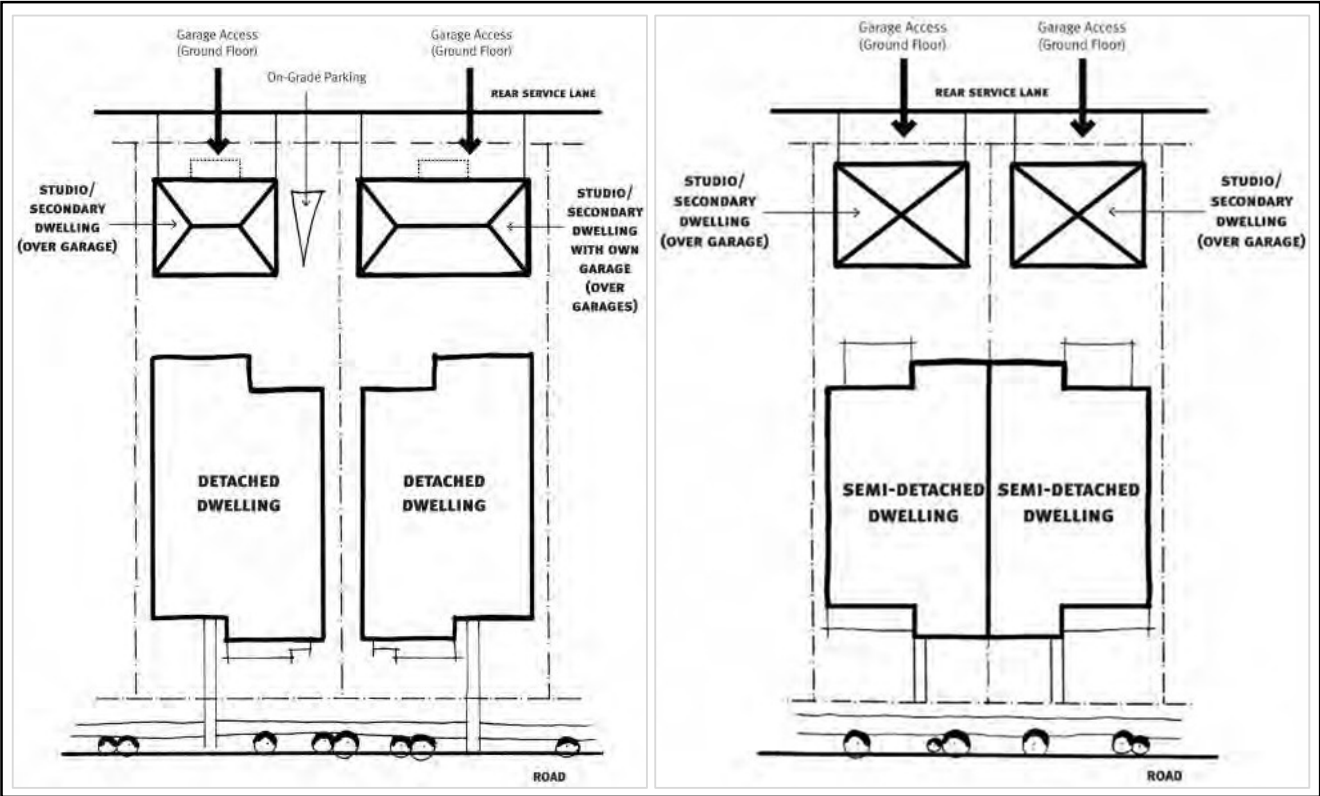 Garage Access
(Ground Floor)
Garage Access
(Ground Floor)
On-Grade Parking
REAR SERVICE LANE
STUDIO/
SECONDARY
DWELLING
(OVER GARAGE)
STUDIO/
SECONDARY
DWELLING
WITH OWN
GARAGE
(OVER
GARAGES)
DETACHED
DWELLING
DETACHED
DWELLING
ROAD
Garage Access
(Ground Floor)
Garage Access
(Ground Floor)
REAR SERVICE LANE
STUDIO/
SECONDARY
DWELLING
(OVER GARAGE)
STUDIO/
SECONDARY
DWELLING
(OVER GARAGE)
SEMI-DETACHED
DWELLING
SEMI-DETACHED
DWELLING
ROAD